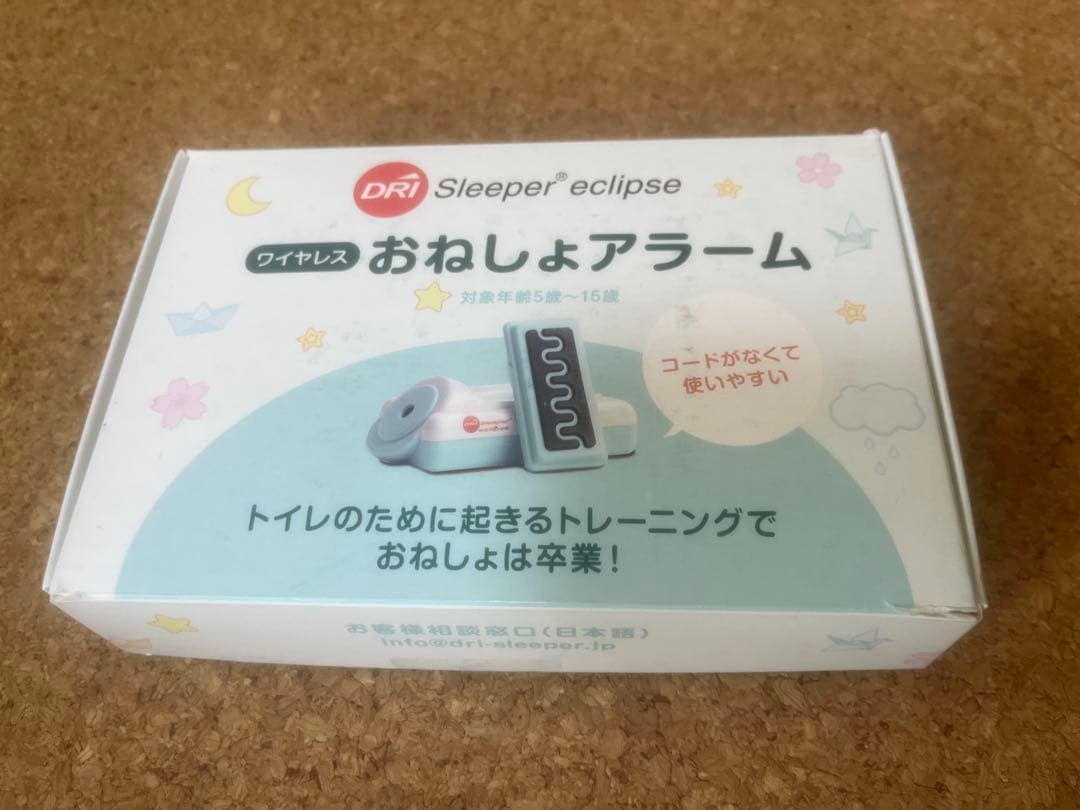 DRI Sleeper® eclipse
ワイヤレス おねしょアラーム
対象年齢5歳～15歳
コードがなくて
使いやすい
DRI Sleeper
トイレのために起きるトレーニングで
おねしょは卒業！
お客様相談窓口(日本語)
info@dri-sleeper.jp